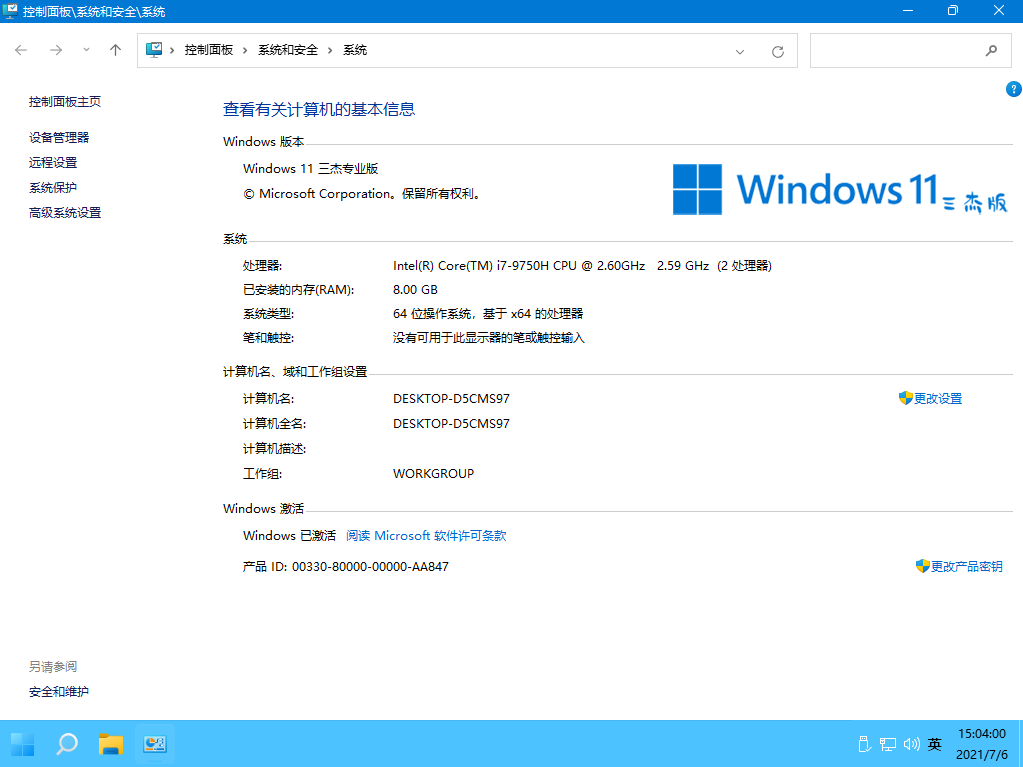 控制面板\系统和安全\系统
控制面板 › 系统和安全 › 系统
控制面板主页
设备管理器
远程设置
系统保护
高级系统设置
查看有关计算机的基本信息
Windows 版本
Windows 11 三杰专业版
© Microsoft Corporation。保留所有权利。
Windows 11 三杰版
系统
处理器: Intel(R) Core(TM) i7-9750H CPU @ 2.60GHz 2.59 GHz (2 处理器)
已安装的内存(RAM): 8.00 GB
系统类型: 64 位操作系统，基于 x64 的处理器
笔和触控: 没有可用于此显示器的笔或触控输入
计算机名、域和工作组设置
计算机名: DESKTOP-D5CMS97 更改设置
计算机全名: DESKTOP-D5CMS97
计算机描述:
工作组: WORKGROUP
Windows 激活
Windows 已激活 阅读 Microsoft 软件许可条款
产品 ID: 00330-80000-00000-AA847 更改产品密钥
另请参阅
安全和维护
英
15:04:00
2021/7/6